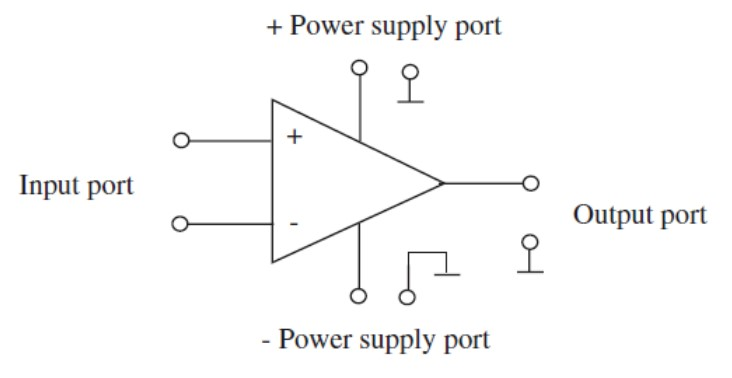 + Power supply port
+
Input port
-
Output port
- Power supply port